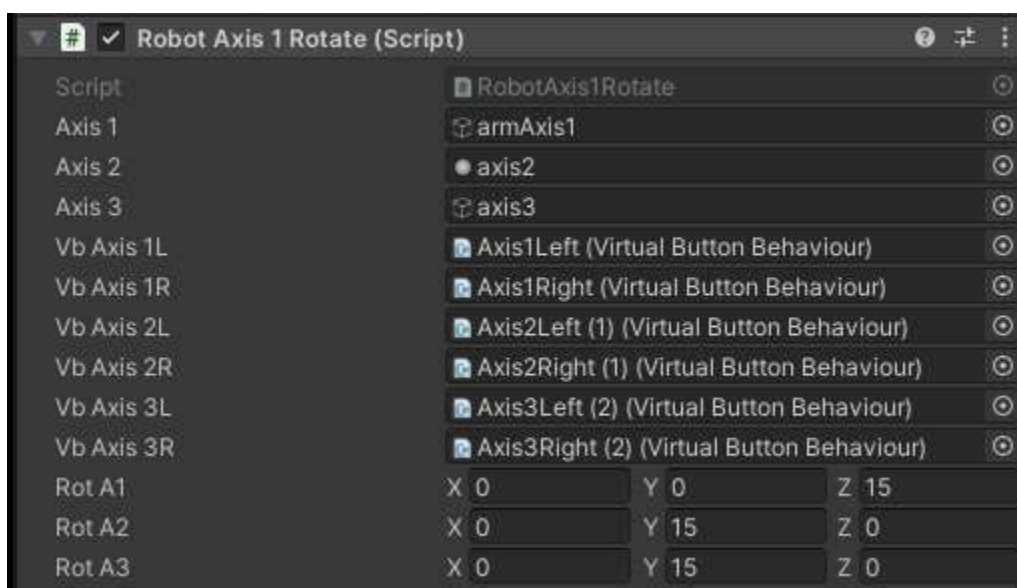 Robot Axis 1 Rotate (Script)
Script RobotAxis1Rotate
Axis 1 armAxis1
Axis 2 axis2
Axis 3 axis3
Vb Axis 1L Axis1Left (Virtual Button Behaviour)
Vb Axis 1R Axis1Right (Virtual Button Behaviour)
Vb Axis 2L Axis2Left (1) (Virtual Button Behaviour)
Vb Axis 2R Axis2Right (1) (Virtual Button Behaviour)
Vb Axis 3L Axis3Left (2) (Virtual Button Behaviour)
Vb Axis 3R Axis3Right (2) (Virtual Button Behaviour)
Rot A1 X 0 Y 0 Z 15
Rot A2 X 0 Y 15 Z 0
Rot A3 X 0 Y 15 Z 0